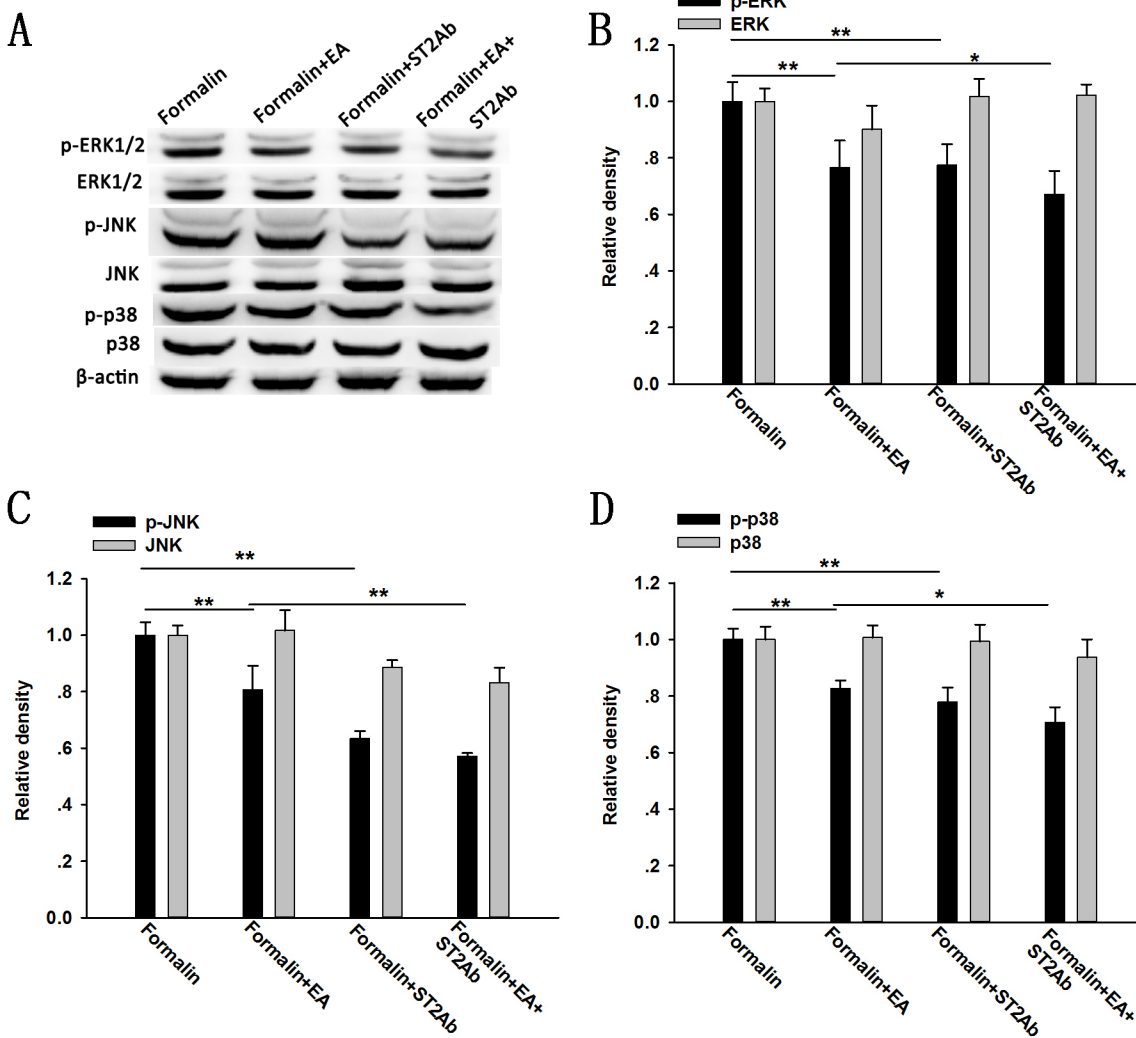 A
Formalin
Formalin+EA
Formalin+ST2Ab
Formalin+EA+
ST2Ab
p-ERK1/2
ERK1/2
p-JNK
JNK
p-p38
p38
β-actin
B
p-ERK
ERK
**
**
*
1.2
1.0
.8
.6
.4
.2
0.0
Relative density
Formalin
Formalin+EA
Formalin+ST2Ab
Formalin+EA+
ST2Ab
C
p-JNK
JNK
**
**
**
1.2
1.0
.8
.6
.4
.2
0.0
Relative density
Formalin
Formalin+EA
Formalin+ST2Ab
Formalin+EA+
ST2Ab
D
p-p38
p38
**
**
*
1.2
1.0
.8
.6
.4
.2
0.0
Relative density
Formalin
Formalin+EA
Formalin+ST2Ab
Formalin+EA+
ST2Ab